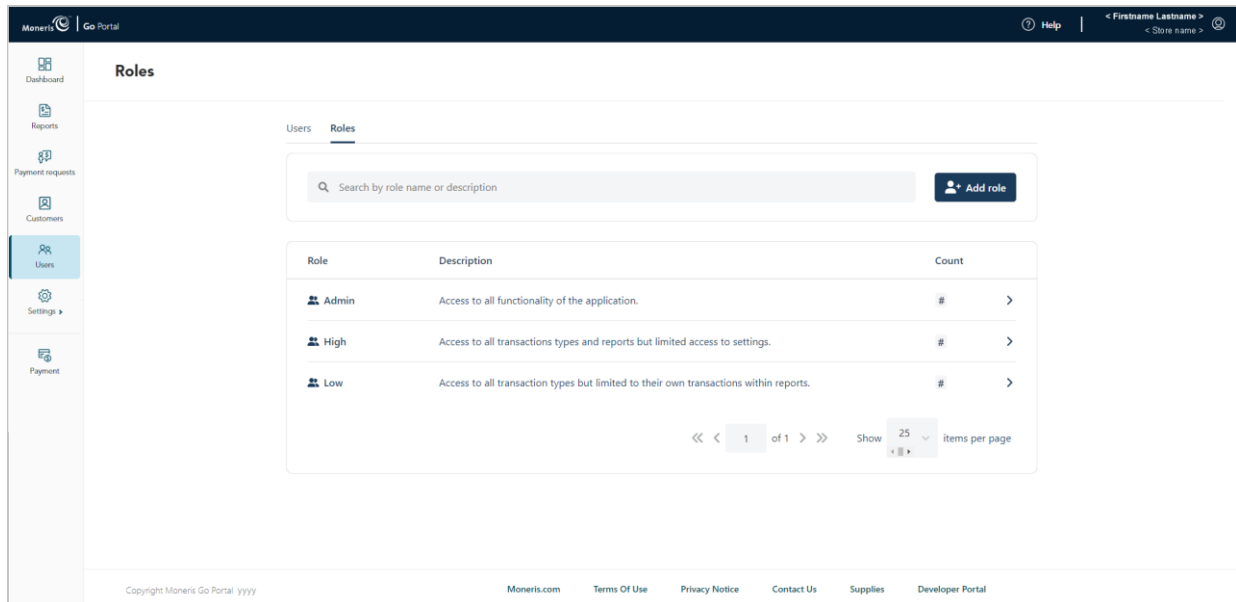 Moneris Go Portal
Help
< Firstname Lastname >
< Store name >
Dashboard
Reports
Payment requests
Customers
Users
Settings
Payment
Roles
Users Roles
Search by role name or description
Add role
Role Description Count
Admin Access to all functionality of the application. #
High Access to all transactions types and reports but limited access to settings. #
Low Access to all transaction types but limited to their own transactions within reports. #
1 of 1 Show 25 items per page
Copyright Moneris Go Portal yyyy
Moneris.com Terms Of Use Privacy Notice Contact Us Supplies Developer Portal